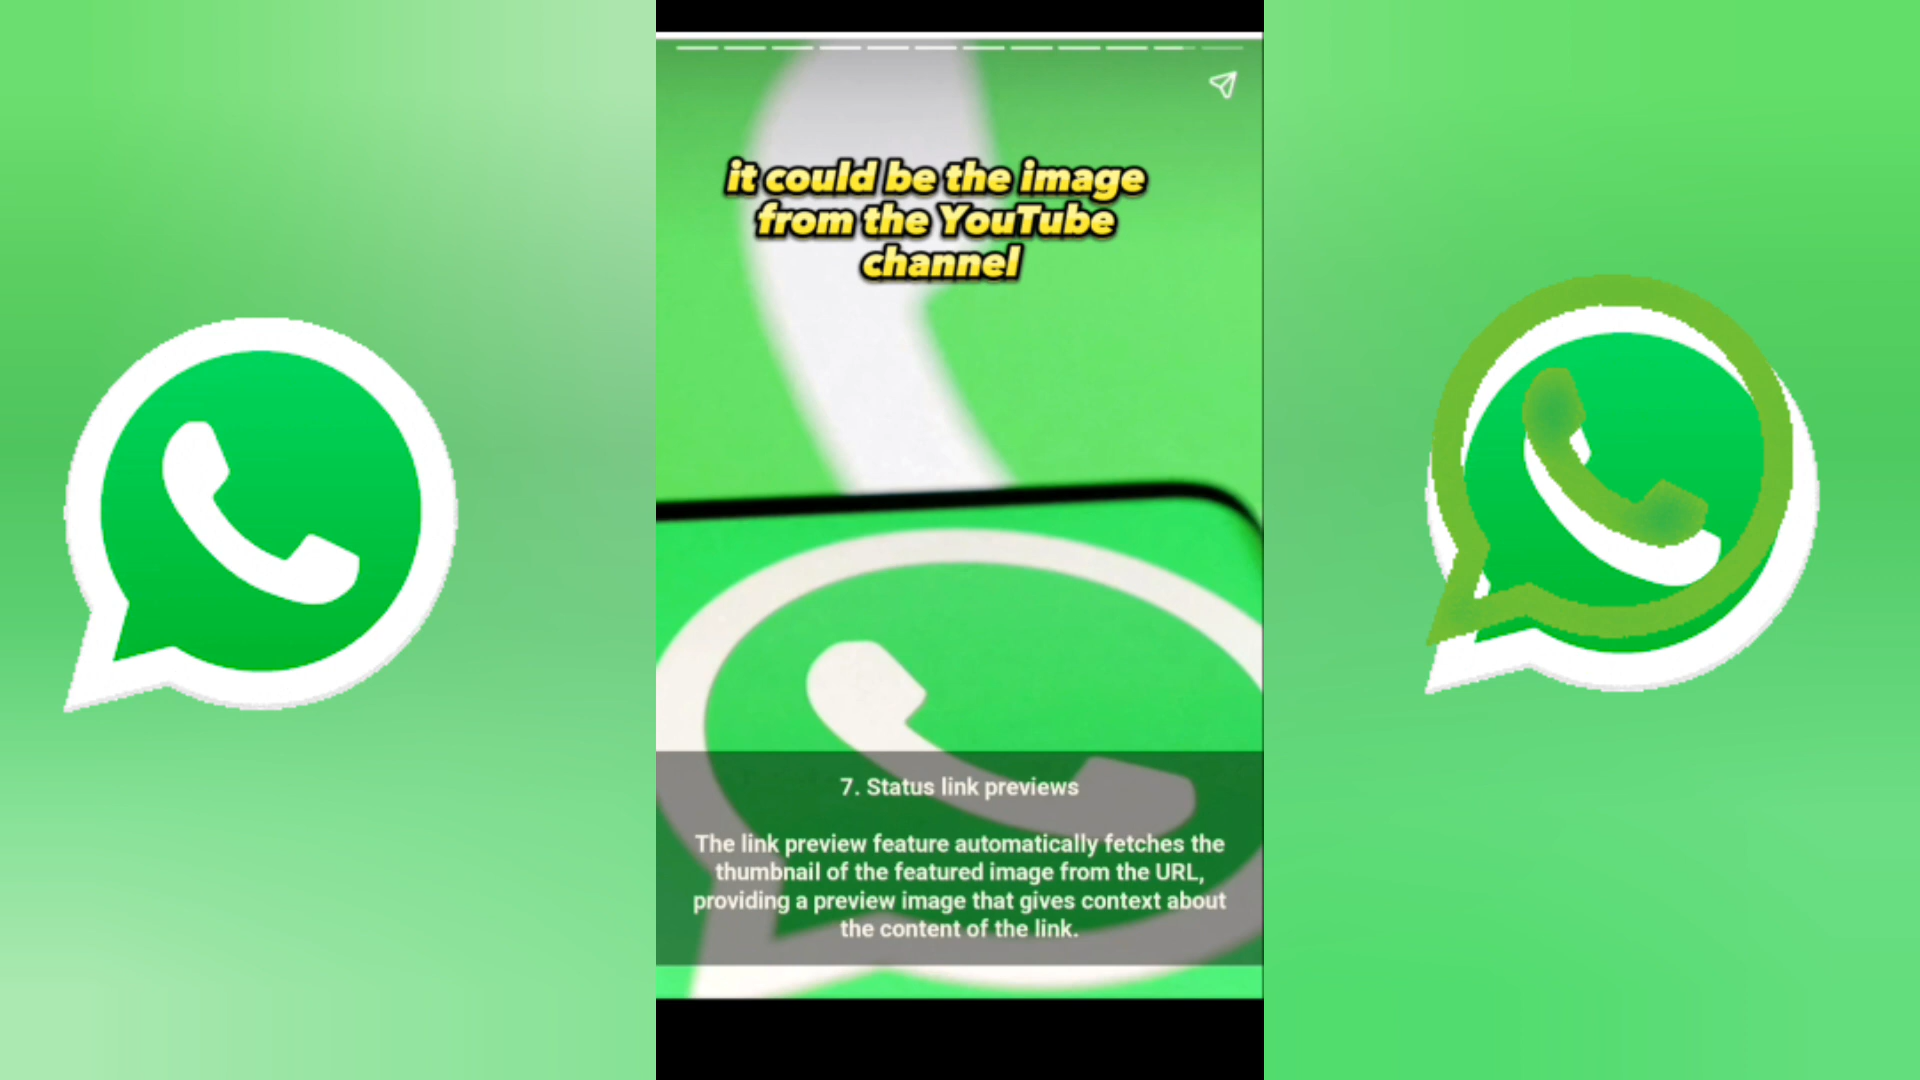 it could be the image
from the YouTube
channel
7. Status link previews
The link preview feature automatically fetches the
thumbnail of the featured image from the URL,
providing a preview image that gives context about
the content of the link.